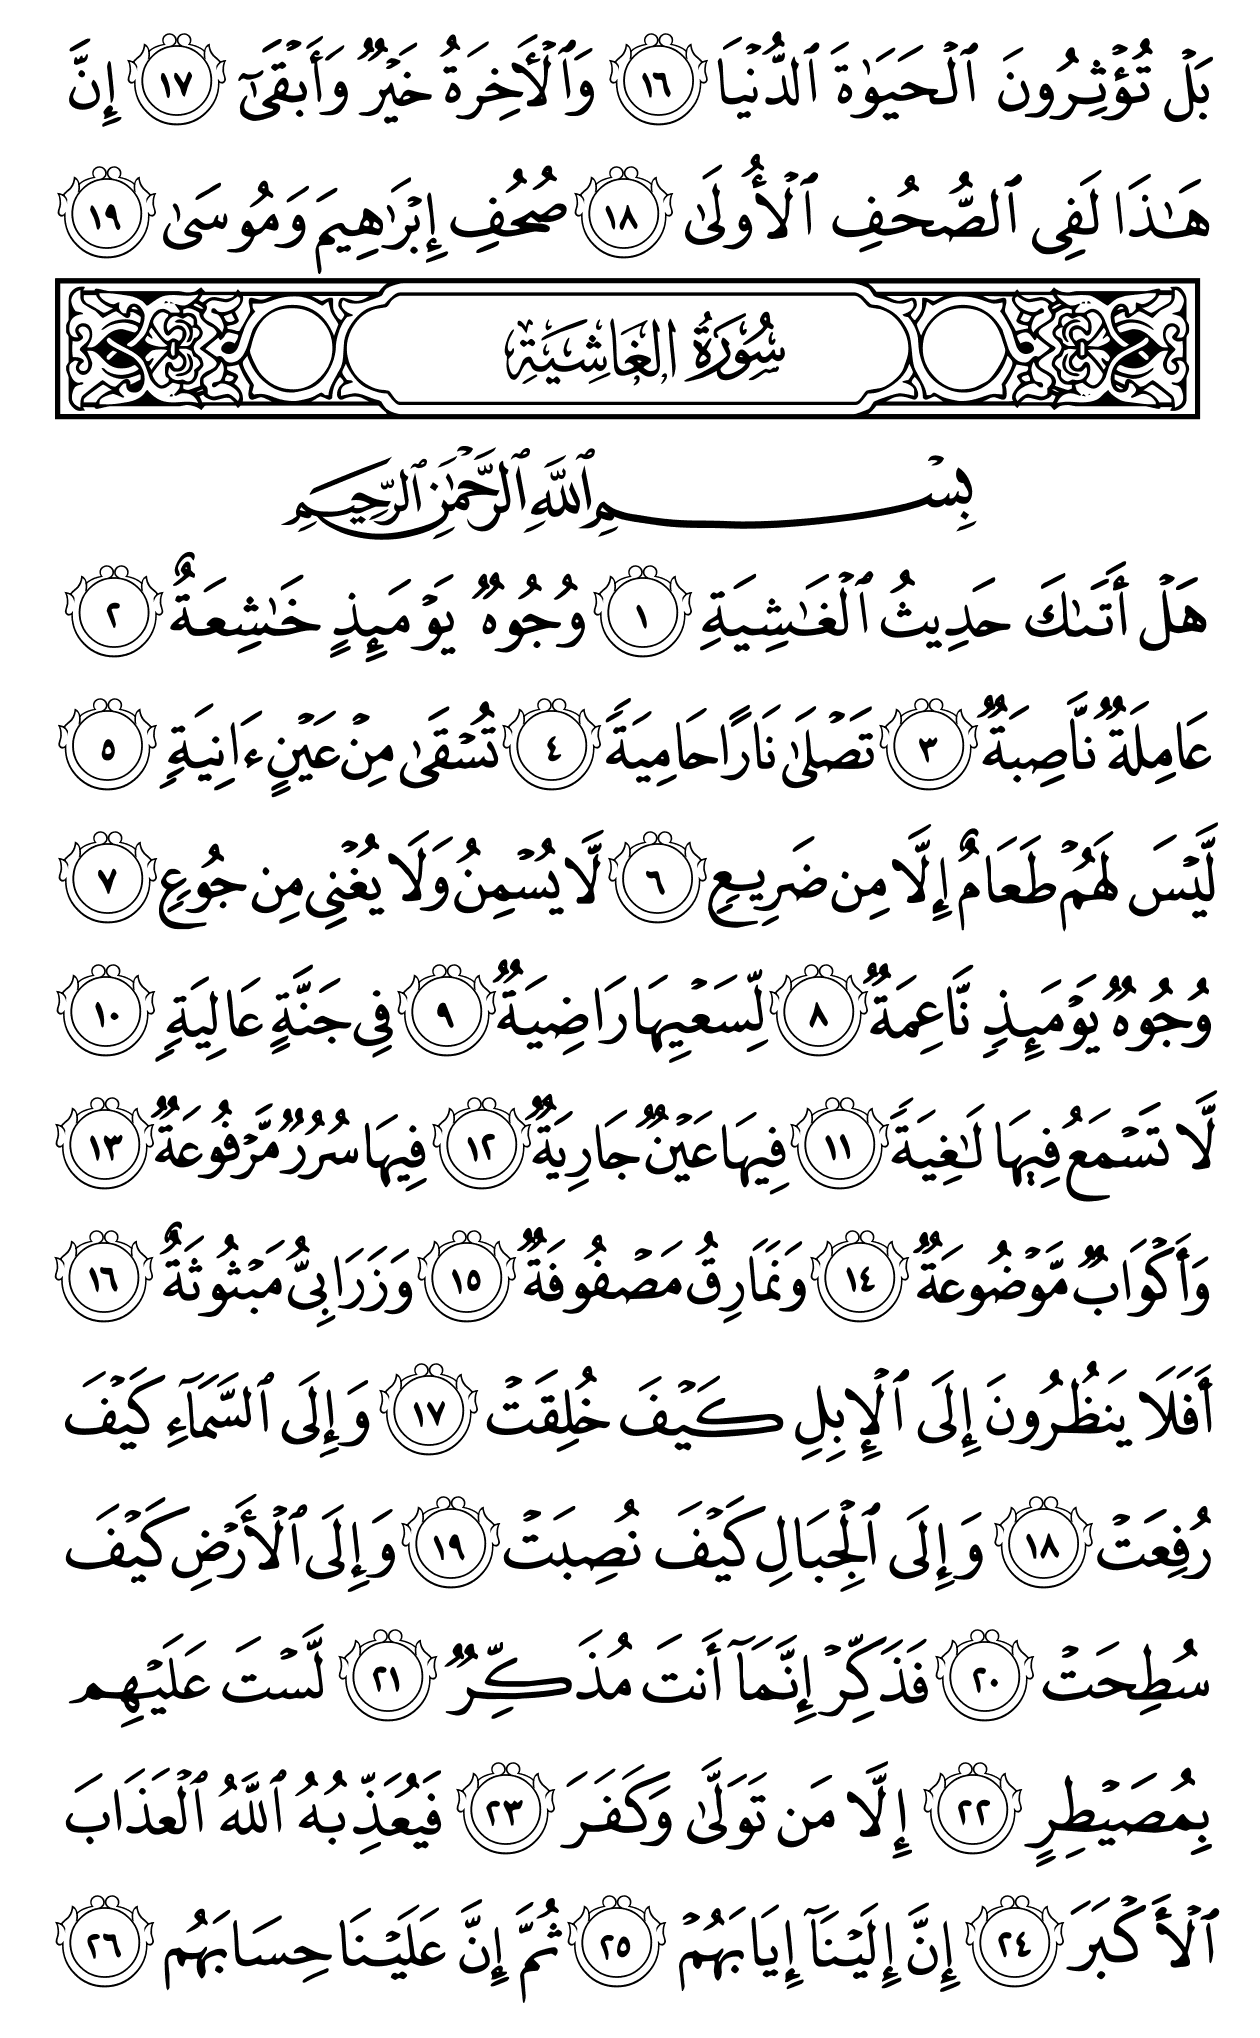 بَلۡ تُؤۡثِرُونَ ٱلۡحَيَوٰةَ ٱلدُّنۡيَا ١٦ وَٱلۡأٓخِرَةُ خَيۡرٞ وَأَبۡقَىٰٓ ١٧ إِنَّ
هَٰذَا لَفِي ٱلصُّحُفِ ٱلۡأُولَىٰ ١٨ صُحُفِ إِبۡرَٰهِيمَ وَمُوسَىٰ ١٩
سُورَةُ الغَاشِيَةِ
بِسۡمِ ٱللَّهِ ٱلرَّحۡمَٰنِ ٱلرَّحِيمِ
هَلۡ أَتَىٰكَ حَدِيثُ ٱلۡغَٰشِيَةِ ١ وُجُوهٞ يَوۡمَئِذٍ خَٰشِعَةٌ ٢
عَامِلَةٞ نَّاصِبَةٞ ٣ تَصۡلَىٰ نَارًا حَامِيَةٗ ٤ تُسۡقَىٰ مِنۡ عَيۡنٍ ءَانِيَةٖ ٥
لَّيۡسَ لَهُمۡ طَعَامٌ إِلَّا مِن ضَرِيعٖ ٦ لَّا يُسۡمِنُ وَلَا يُغۡنِي مِن جُوعٖ ٧
وُجُوهٞ يَوۡمَئِذٖ نَّاعِمَةٞ ٨ لِّسَعۡيِهَا رَاضِيَةٞ ٩ فِي جَنَّةٍ عَالِيَةٖ ١٠
لَّا تَسۡمَعُ فِيهَا لَٰغِيَةٗ ١١ فِيهَا عَيۡنٞ جَارِيَةٞ ١٢ فِيهَا سُرُرٞ مَّرۡفُوعَةٞ ١٣
وَأَكۡوَابٞ مَّوۡضُوعَةٞ ١٤ وَنَمَارِقُ مَصۡفُوفَةٞ ١٥ وَزَرَابِيُّ مَبۡثُوثَةٌ ١٦
أَفَلَا يَنظُرُونَ إِلَى ٱلۡإِبِلِ كَيۡفَ خُلِقَتۡ ١٧ وَإِلَى ٱلسَّمَآءِ كَيۡفَ
رُفِعَتۡ ١٨ وَإِلَى ٱلۡجِبَالِ كَيۡفَ نُصِبَتۡ ١٩ وَإِلَى ٱلۡأَرۡضِ كَيۡفَ
سُطِحَتۡ ٢٠ فَذَكِّرۡ إِنَّمَآ أَنتَ مُذَكِّرٞ ٢١ لَّسۡتَ عَلَيۡهِم
بِمُصَيۡطِرٍ ٢٢ إِلَّا مَن تَوَلَّىٰ وَكَفَرَ ٢٣ فَيُعَذِّبُهُ ٱللَّهُ ٱلۡعَذَابَ
ٱلۡأَكۡبَرَ ٢٤ إِنَّ إِلَيۡنَآ إِيَابَهُمۡ ٢٥ ثُمَّ إِنَّ عَلَيۡنَا حِسَابَهُم ٢٦